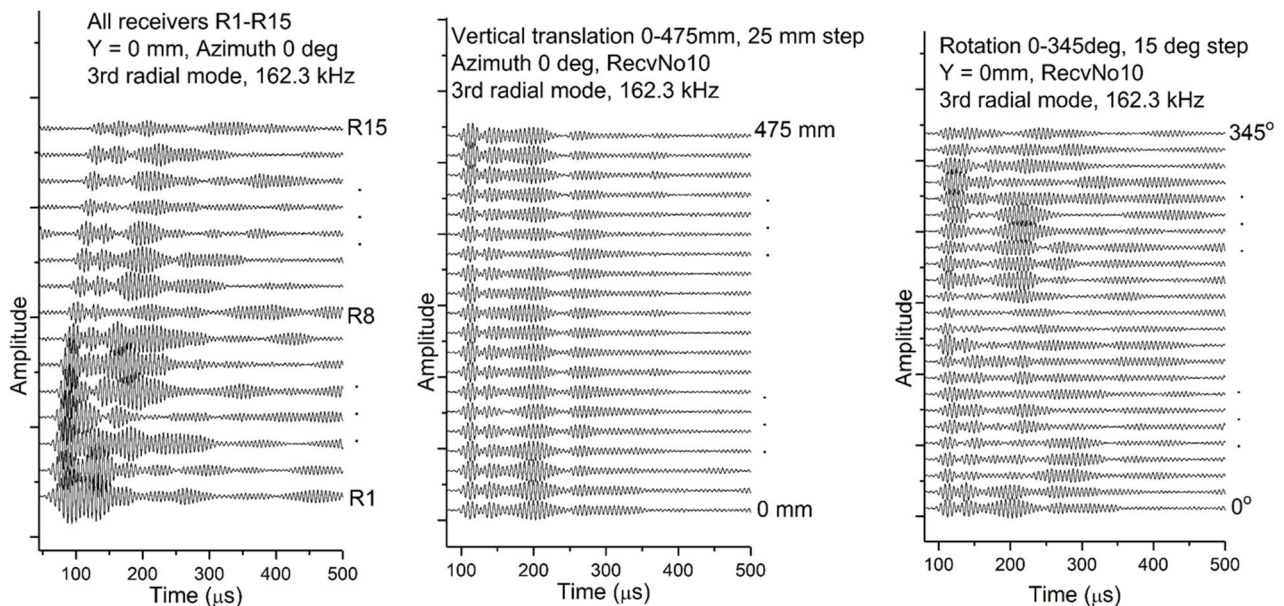 All receivers R1-R15
Y = 0 mm, Azimuth 0 deg
3rd radial mode, 162.3 kHz
R15
R8
R1
Amplitude
100 200 300 400 500
Time (μs)
Vertical translation 0-475mm, 25 mm step
Azimuth 0 deg, RecvNo10
3rd radial mode, 162.3 kHz
475 mm
0 mm
Amplitude
100 200 300 400 500
Time (μs)
Rotation 0-345deg, 15 deg step
Y = 0mm, RecvNo10
3rd radial mode, 162.3 kHz
345°
0°
Amplitude
100 200 300 400 500
Time (μs)